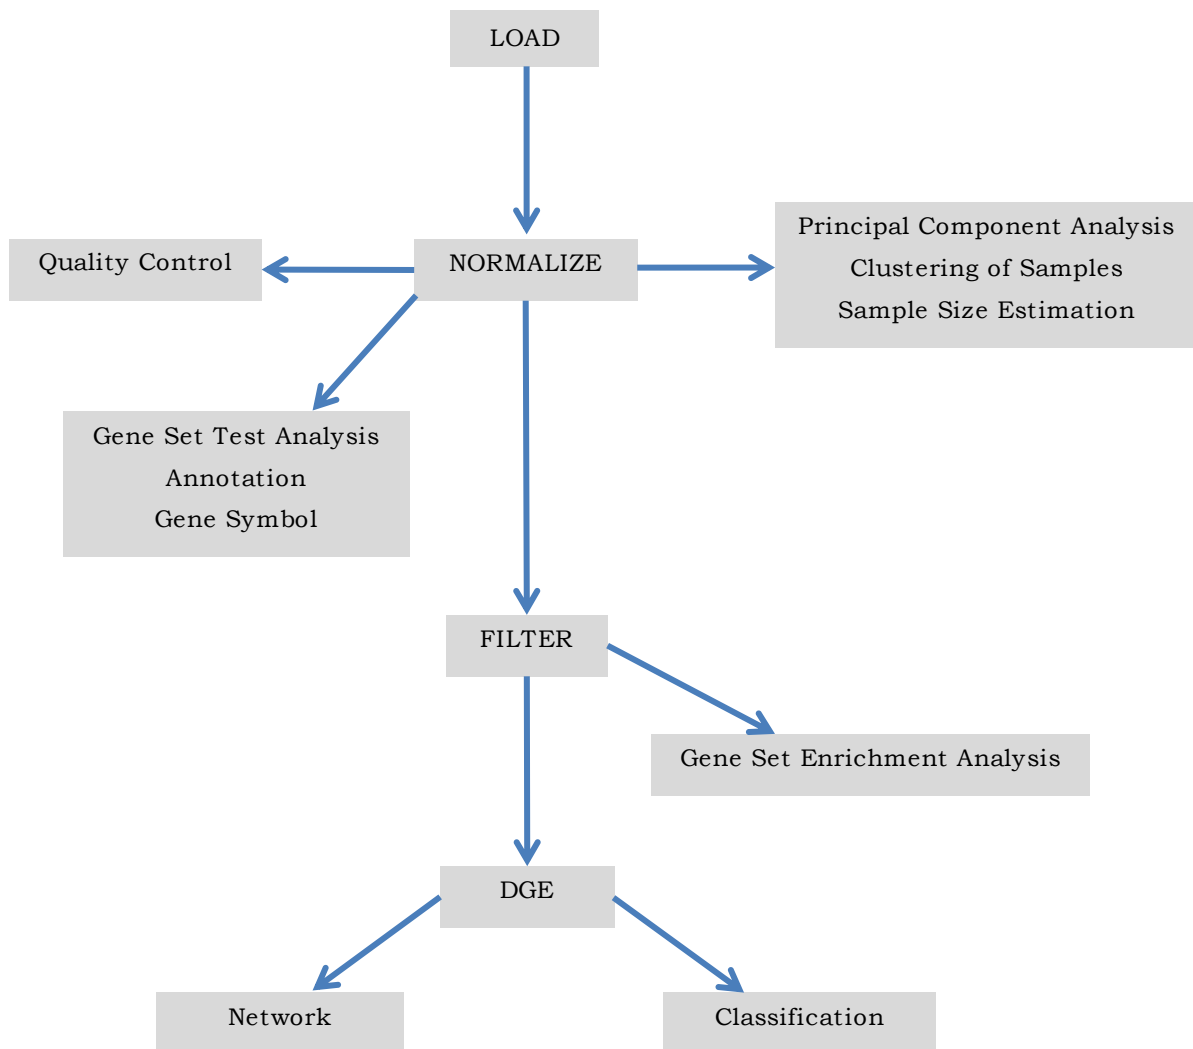 LOAD
Quality Control
NORMALIZE
Principal Component Analysis
Clustering of Samples
Sample Size Estimation
Gene Set Test Analysis
Annotation
Gene Symbol
FILTER
Gene Set Enrichment Analysis
DGE
Network
Classification